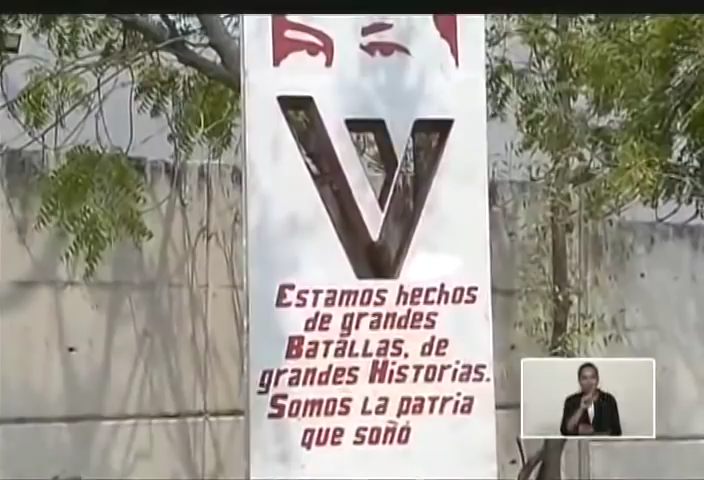 V
Estamos hechos
de grandes
Batallas, de
grandes Historias.
Somos la patria
que soñó